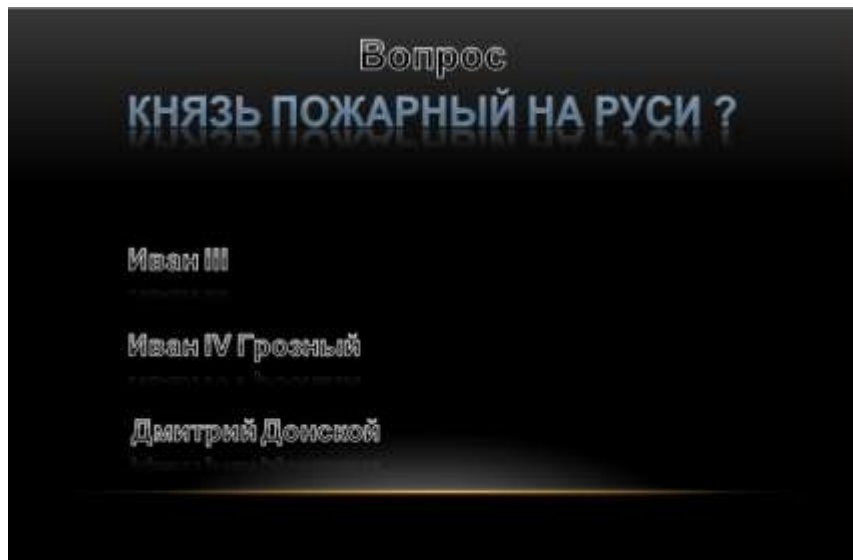 Вопрос
КНЯЗЬ ПОЖАРНЫЙ НА РУСИ ?
Иван III
Иван IV Грозный
Дмитрий Донской